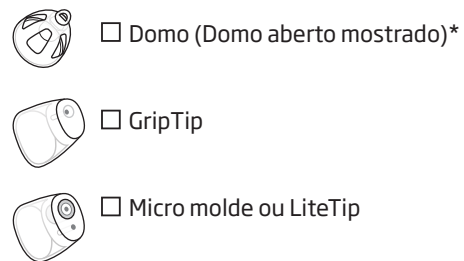 ☐ Domo (Domo aberto mostrado)*
☐ GripTip
☐ Micro molde ou LiteTip